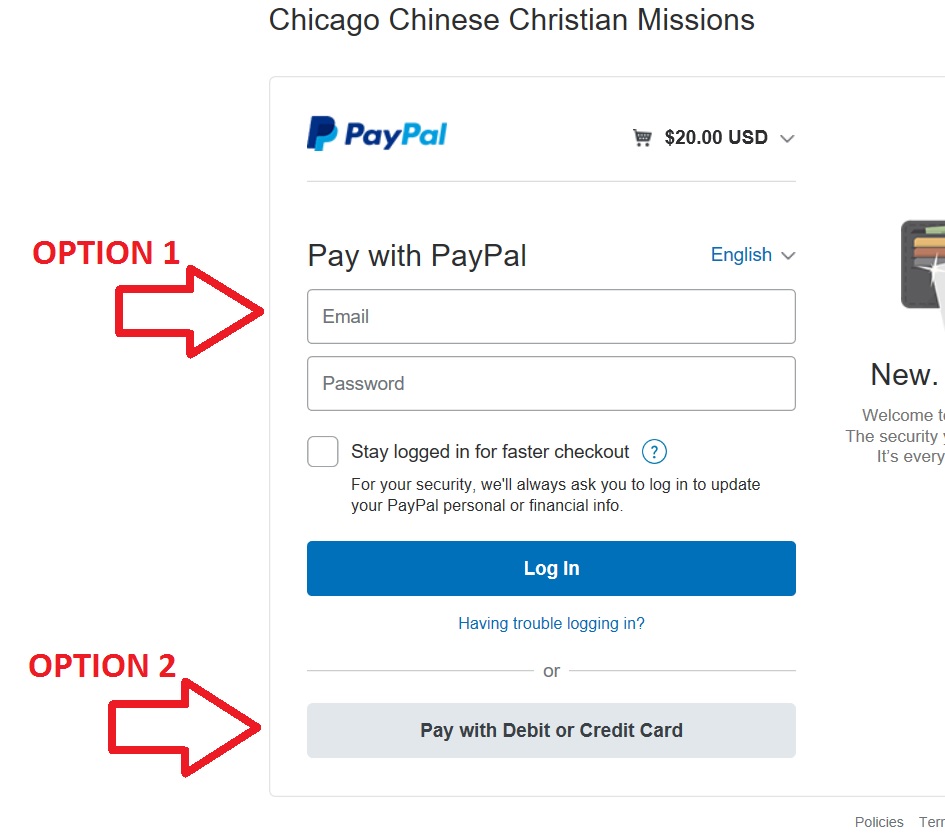 Chicago Chinese Christian Missions
PayPal
$20.00 USD
OPTION 1
Pay with PayPal
English
Email
Password
Stay logged in for faster checkout ?
For your security, we'll always ask you to log in to update
your PayPal personal or financial info.
Log In
Having trouble logging in?
OPTION 2
or
Pay with Debit or Credit Card
New.
Welcome
The security
It's every
Policies